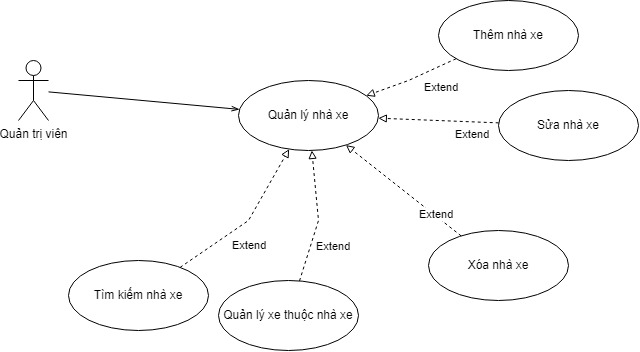 Thêm nhà xe
Extend
Quản lý nhà xe
Sửa nhà xe
Extend
Quản trị viên
Extend
Xóa nhà xe
Extend
Extend
Tìm kiếm nhà xe
Quản lý xe thuộc nhà xe